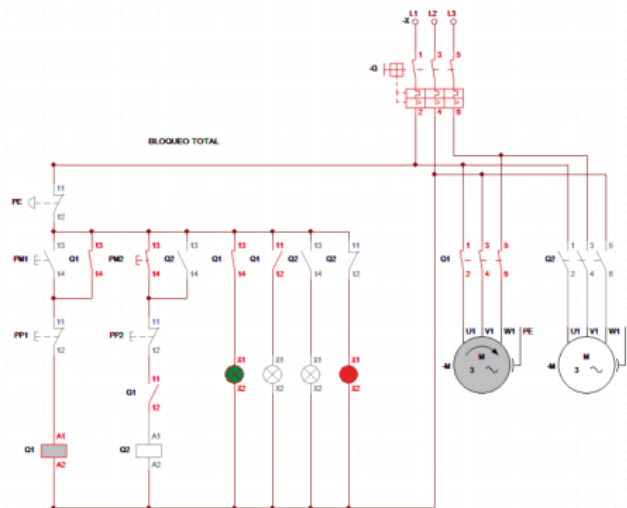 L1 L2 L3
-X
1 3 5
-Q
2 4 6
BLOQUEO TOTAL
11
PE
12
13 13 13 13 13 11 13 11
PM1 Q1 PM2 Q2 Q1 Q1 Q2 Q2
14 14 14 14 14 12 14 12
1 3 5 1 3 5
Q1 Q2
2 4 6 2 4 6
11 11
PP1 PP2
12 12
U1 V1 W1 PE U1 V1 W1
-M M 3 -M M 3
X1 X1 X1 X1
X2 X2 X2 X2
11
Q1
12
A1 A1
Q1 Q2
A2 A2